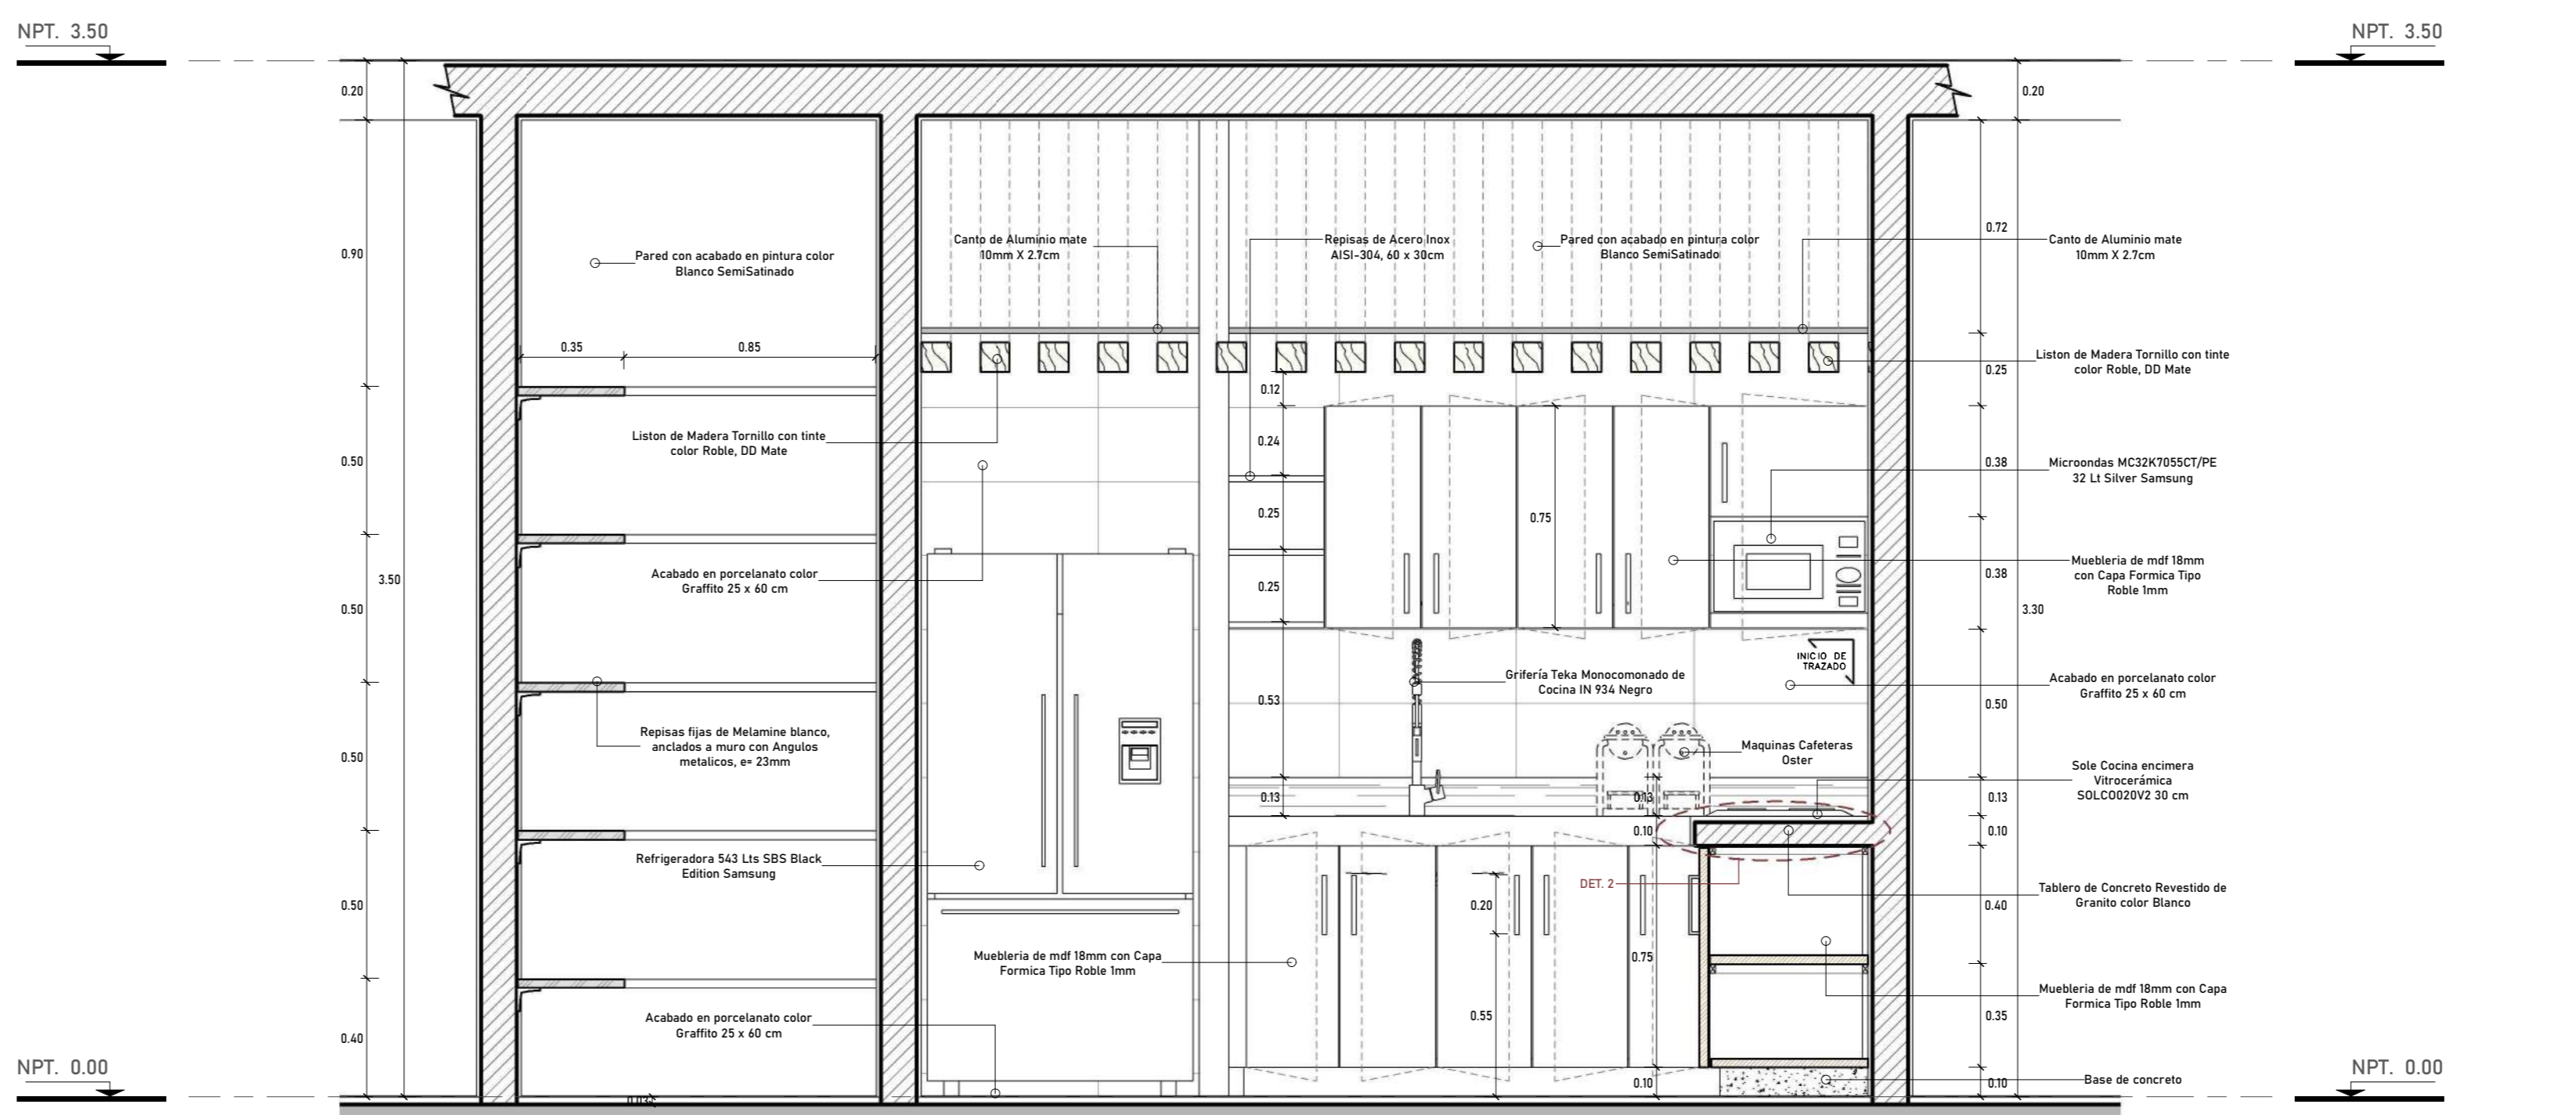 NPT. 3.50
NPT. 3.50
0.20
0.20
0.90
0.72
Pared con acabado en pintura color
Blanco SemiSatinado
Canto de Aluminio mate
10mm X 2.7cm
Repisas de Acero Inox
AISI-304, 60 x 30cm
Pared con acabado en pintura color
Blanco SemiSatinado
Canto de Aluminio mate
10mm X 2.7cm
0.35
0.85
Liston de Madera Tornillo con tinte
color Roble, DD Mate
0.25
0.12
Liston de Madera Tornillo con tinte
color Roble, DD Mate
0.24
0.50
0.38
Microondas MC32K7055CT/PE
32 Lt Silver Samsung
0.25
0.75
Acabado en porcelanato color
Graffito 25 x 60 cm
3.50
0.25
0.38
Muebleria de mdf 18mm
con Capa Formica Tipo
Roble 1mm
0.50
3.30
INICIO DE
TRAZADO
Grifería Teka Monocomonado de
Cocina IN 934 Negro
Acabado en porcelanato color
Graffito 25 x 60 cm
0.53
0.50
Repisas fijas de Melamine blanco,
anclados a muro con Angulos
metalicos, e= 23mm
0.50
Maquinas Cafeteras
Oster
Sole Cocina encimera
Vitrocerámica
SOLCO020V2 30 cm
0.13
0.13
0.13
0.10
0.10
Refrigeradora 543 Lts SBS Black
Edition Samsung
DET. 2
Tablero de Concreto Revestido de
Granito color Blanco
0.50
0.20
0.40
Muebleria de mdf 18mm con Capa
Formica Tipo Roble 1mm
0.75
Muebleria de mdf 18mm con Capa
Formica Tipo Roble 1mm
Acabado en porcelanato color
Graffito 25 x 60 cm
0.55
0.35
0.40
NPT. 0.00
0.10
0.10
Base de concreto
NPT. 0.00